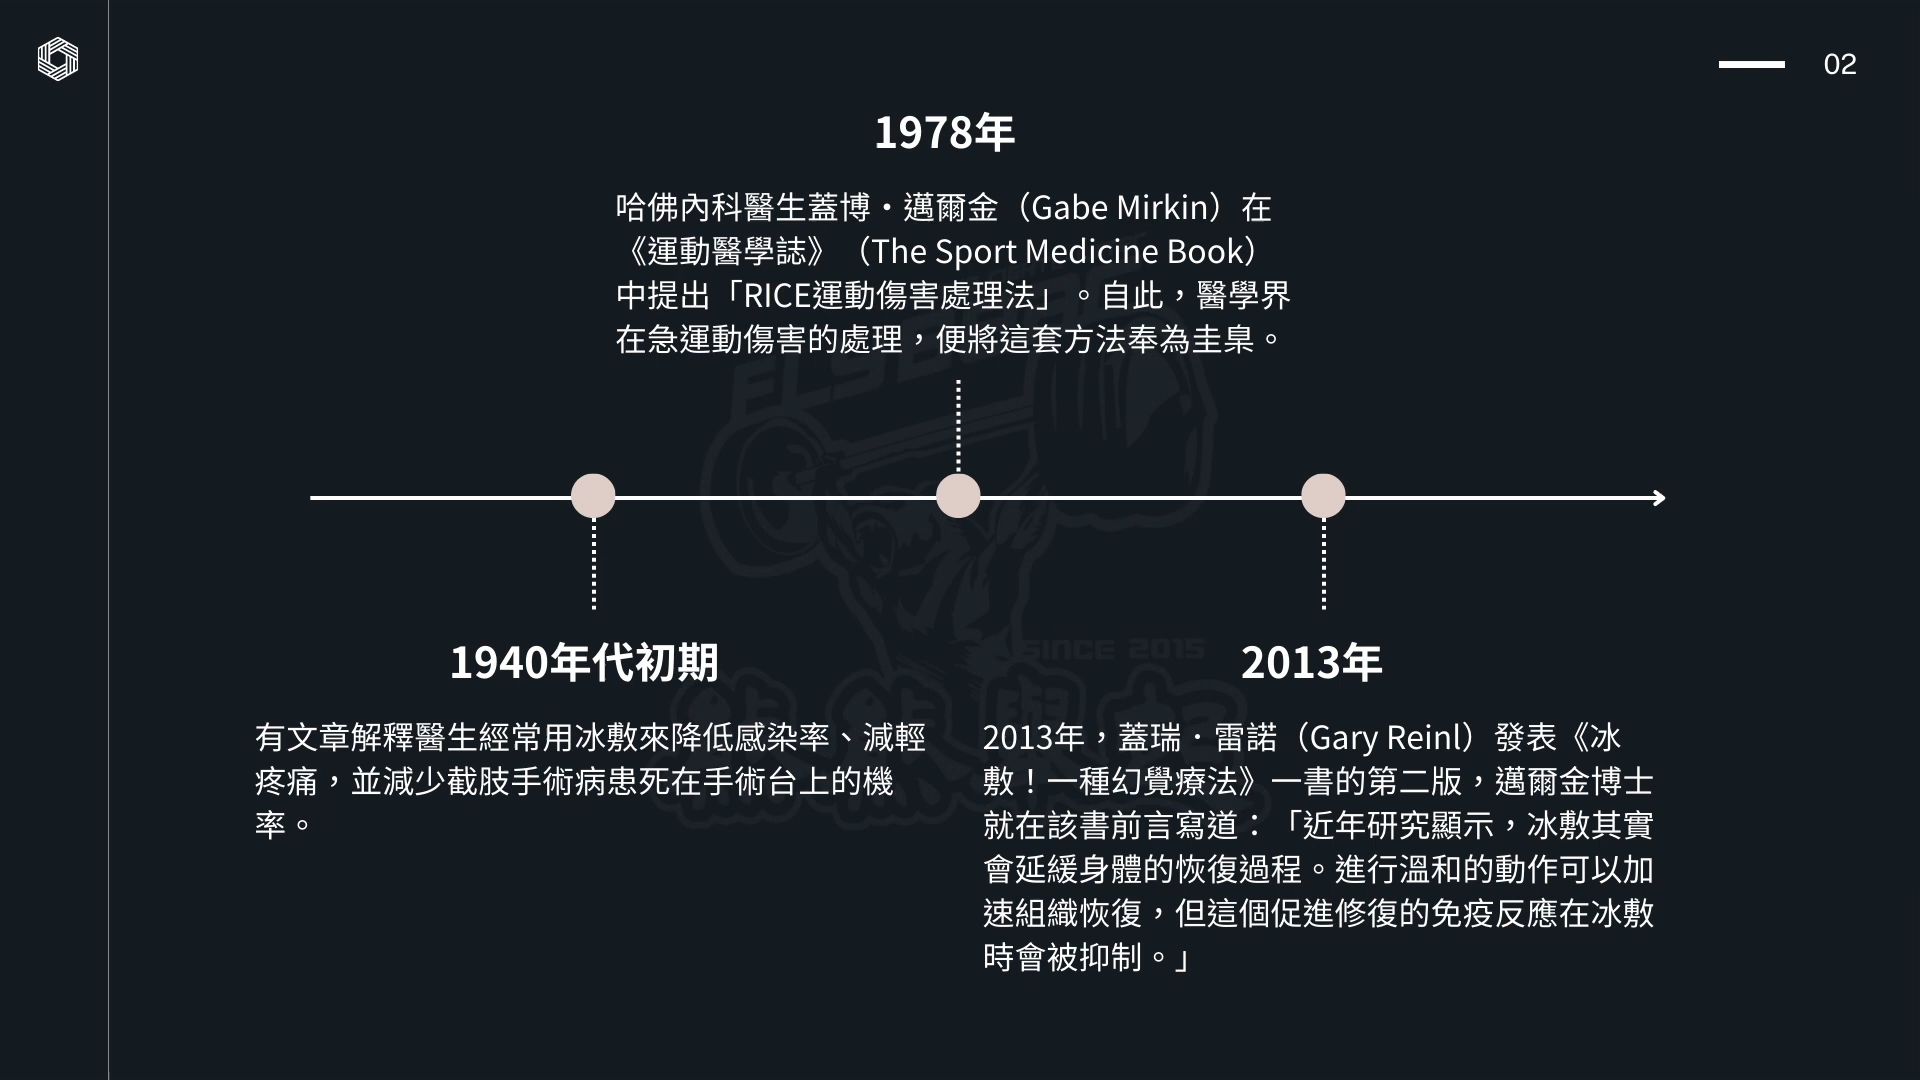 02
1978年
哈佛內科醫生蓋博・邁爾金（Gabe Mirkin）在
《運動醫學誌》（The Sport Medicine Book）
中提出「RICE運動傷害處理法」。自此，醫學界
在急運動傷害的處理，便將這套方法奉為圭臬。
1940年代初期
有文章解釋醫生經常用冰敷來降低感染率、減輕
疼痛，並減少截肢手術病患死在手術台上的機
率。
2013年
2013年，蓋瑞．雷諾（Gary Reinl）發表《冰
敷！一種幻覺療法》一書的第二版，邁爾金博士
就在該書前言寫道：「近年研究顯示，冰敷其實
會延緩身體的恢復過程。進行溫和的動作可以加
速組織恢復，但這個促進修復的免疫反應在冰敷
時會被抑制。」
SINCE 2015